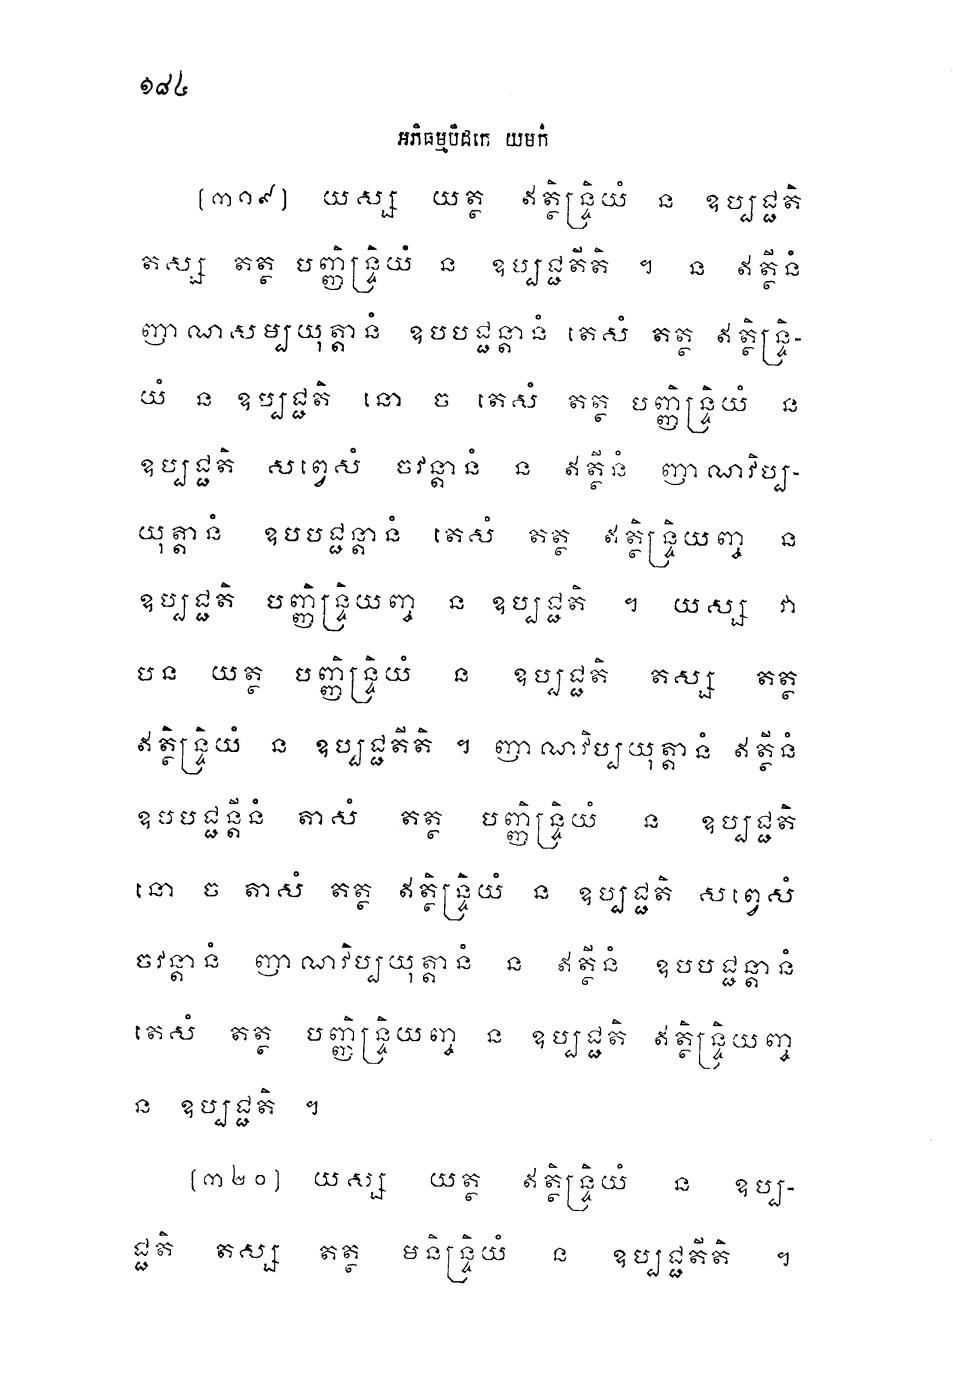 ១៨៤
អភិធម្មបិដកេ យមកំ
(៣១៩) យស្ស យត្ថ ឥត្ថិន្ទ្រិយំ ន ឧប្បជ្ជតិ
តស្ស តត្ថ បញ្ញិន្ទ្រិយំ ន ឧប្បជ្ជតីតិ ។ ន ឥត្ថីនំ
ញាណសម្បយុត្តានំ ឧបបជ្ជន្តានំ តេសំ តត្ថ ឥត្ថិន្ទ្រិ-
យំ ន ឧប្បជ្ជតិ នោ ច តេសំ តត្ថ បញ្ញិន្ទ្រិយំ ន
ឧប្បជ្ជតិ សព្វេសំ ចវន្តានំ ន ឥត្ថីនំ ញាណវិប្ប-
យុត្តានំ ឧបបជ្ជន្តានំ តេសំ តត្ថ ឥត្ថិន្ទ្រិយញ្ច ន
ឧប្បជ្ជតិ បញ្ញិន្ទ្រិយញ្ច ន ឧប្បជ្ជតិ ។ យស្ស វា
បន យត្ថ បញ្ញិន្ទ្រិយំ ន ឧប្បជ្ជតិ តស្ស តត្ថ
ឥត្ថិន្ទ្រិយំ ន ឧប្បជ្ជតីតិ ។ ញាណវិប្បយុត្តានំ ឥត្ថីនំ
ឧបបជ្ជន្តីនំ តាសំ តត្ថ បញ្ញិន្ទ្រិយំ ន ឧប្បជ្ជតិ
នោ ច តាសំ តត្ថ ឥត្ថិន្ទ្រិយំ ន ឧប្បជ្ជតិ សព្វេសំ
ចវន្តានំ ញាណវិប្បយុត្តានំ ន ឥត្ថីនំ ឧបបជ្ជន្តានំ
តេសំ តត្ថ បញ្ញិន្ទ្រិយញ្ច ន ឧប្បជ្ជតិ ឥត្ថិន្ទ្រិយញ្ច
ន ឧប្បជ្ជតិ ។
(៣២០) យស្ស យត្ថ ឥត្ថិន្ទ្រិយំ ន ឧប្ប-
ជ្ជតិ តស្ស តត្ថ មនិន្ទ្រិយំ ន ឧប្បជ្ជតីតិ ។